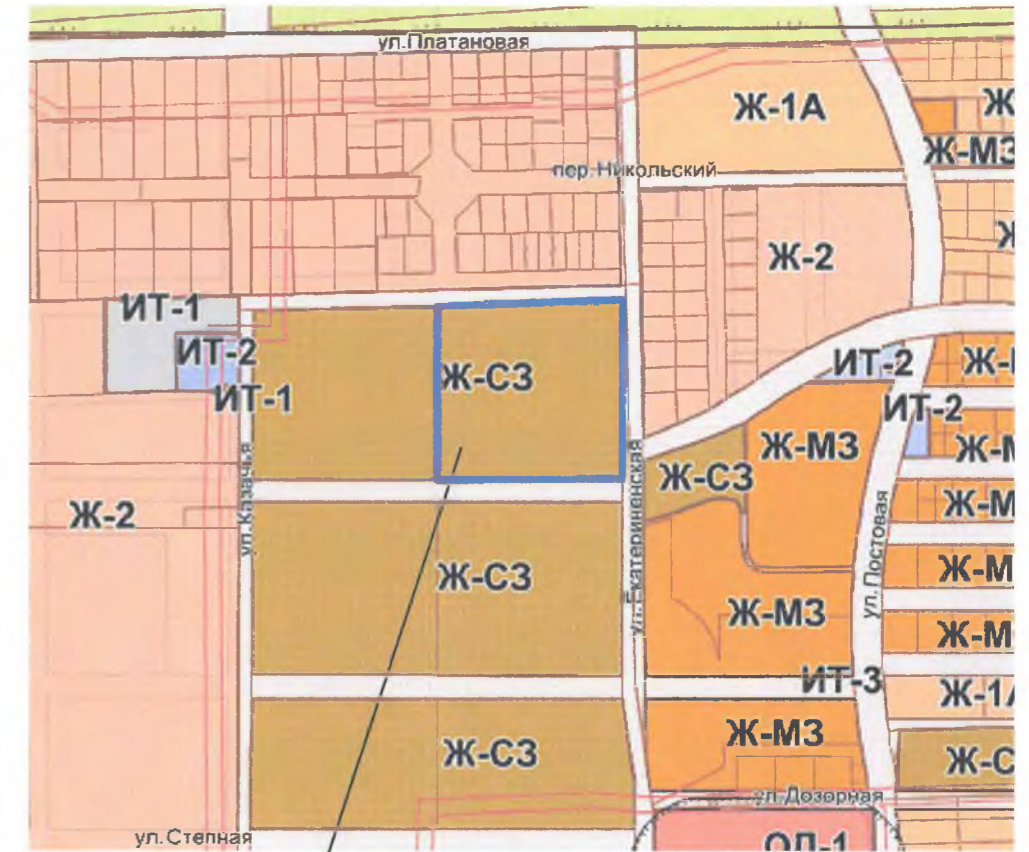 ул.Платановая
Ж-1А
Ж
Ж-МЗ
пер.Никольский
Ж-2
ИТ-1
ИТ-2
ИТ-1
Ж-СЗ
ИТ-2
ИТ-2
Ж-МЗ
Ж-СЗ
Ж-2
ул.Казачья
Ж-М
ул.Постовая
Ж-СЗ
ул.Екатериненская
Ж-М
Ж-МЗ
Ж-М
ИТ-3
Ж-1А
Ж-МЗ
Ж-СЗ
Ж-С
ул.Дозорная
ул.Степная
ОД-1